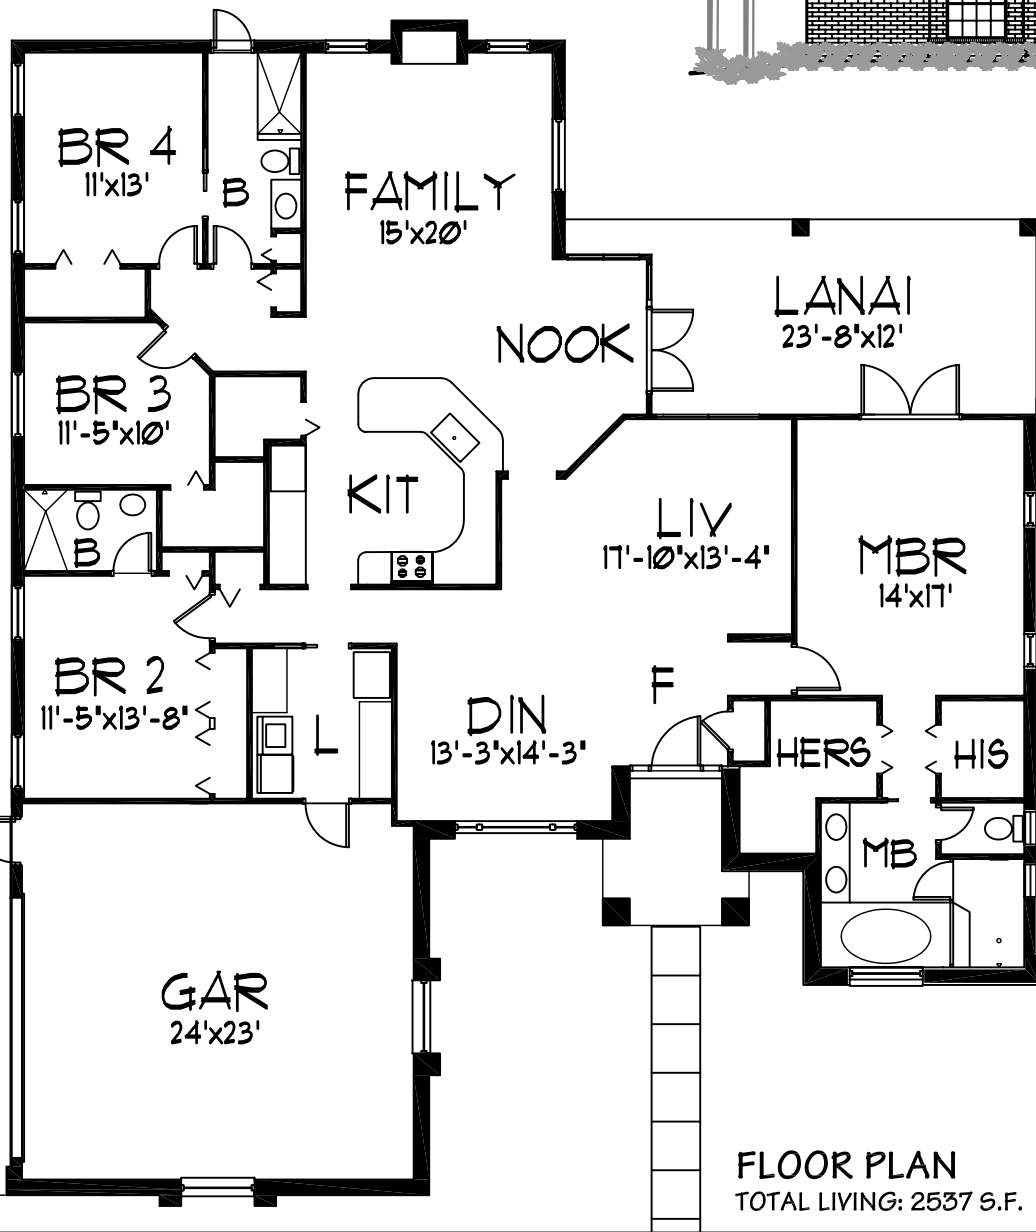 BR 4
11'x13'
B
FAMILY
15'x20'
LANAI
23'-8"x12'
NOOK
BR 3
11'-5"x10'
KIT
LIV
17'-10"x13'-4"
B
MBR
14'x17'
BR 2
11'-5"x13'-8"
F
L
DIN
13'-3"x14'-3"
HERS
HIS
MB
GAR
24'x23'
FLOOR PLAN
TOTAL LIVING: 2537 S.F.